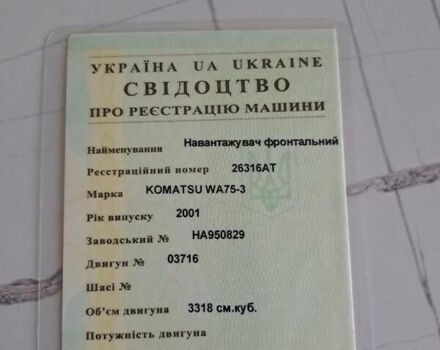 УКРАЇНА UA UKRAINE
СВІДОЦТВО
ПРО РЕЄСТРАЦІЮ МАШИНИ
Найменування Навантажувач фронтальний
Реєстраційний номер 26316АТ
Марка KOMATSU WA75-3
Рік випуску 2001
Заводський № HA950829
Двигун № 03716
Шасі №
Об'єм двигуна 3318 см.куб.
Потужність двигуна